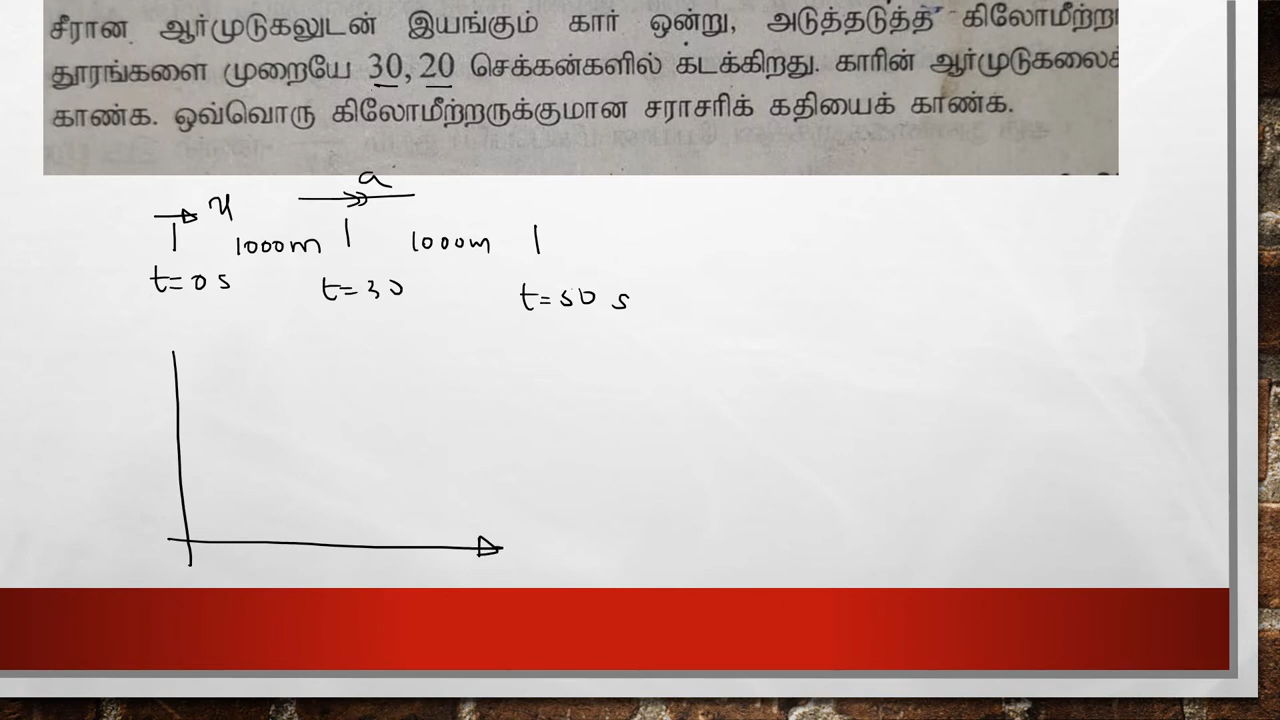 சீரான ஆர்முடுகலுடன் இயங்கும் கார் ஒன்று, அடுத்தடுத்த கிலோமீற்றர
தூரங்களை முறையே 30, 20 செக்கன்களில் கடக்கிறது. காரின் ஆர்முடுகலைக்
காண்க. ஒவ்வொரு கிலோமீற்றருக்குமான சராசரிக் கதியைக் காண்க.
a
u
1000m 1000m
t=0s t=30 t=50 s